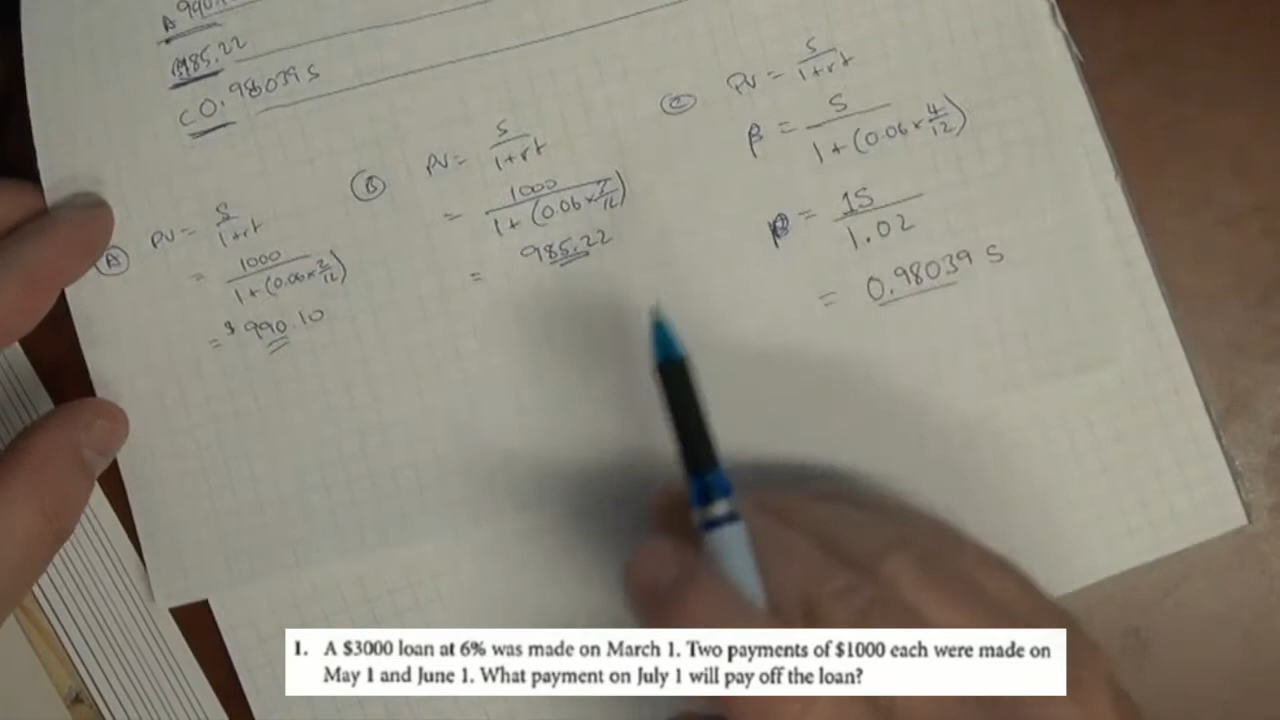 A 990.
B 985.22
C 0.98039 S
A
PV = S / 1+rt
= 1000 / 1+(0.06×2/12)
= $990.10
B
PV = S / 1+rt
= 1000 / 1+(0.06×3/12)
= 985.22
C
PV = S / 1+rt
β = S / 1+(0.06×4/12)
β = 1S / 1.02
= 0.98039 S
1. A $3000 loan at 6% was made on March 1. Two payments of $1000 each were made on
May 1 and June 1. What payment on July 1 will pay off the loan?